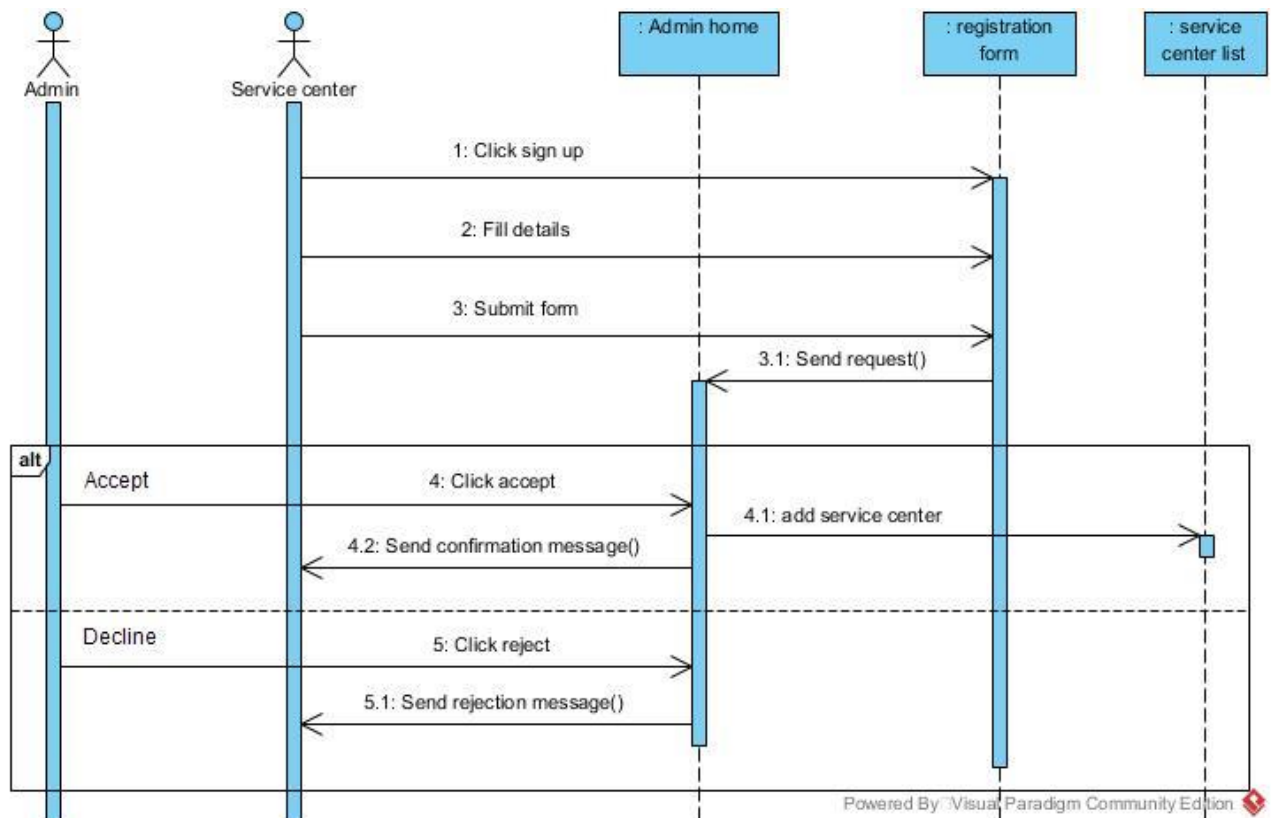 : Admin home
: registration
form
: service
center list
Admin
Service center
1: Click sign up
2: Fill details
3: Submit form
3.1: Send request()
alt
Accept
4: Click accept
4.1: add service center
4.2: Send confirmation message()
Decline
5: Click reject
5.1: Send rejection message()
Powered By Visual Paradigm Community Edition